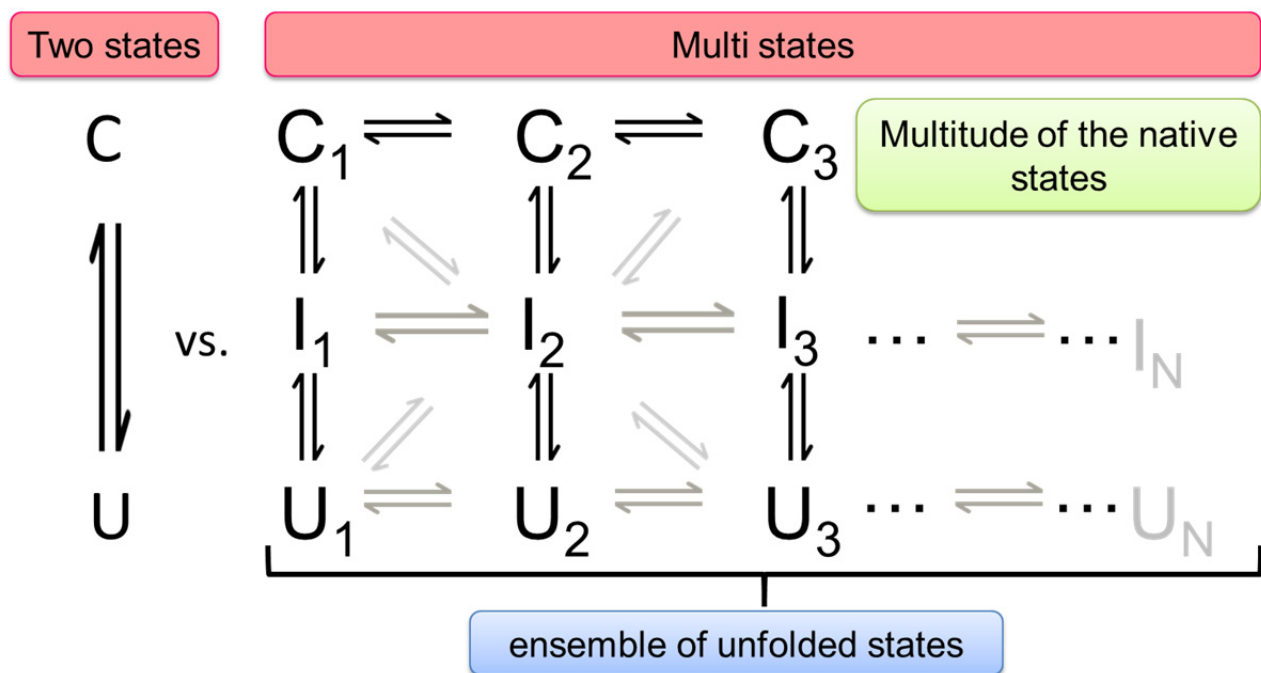 Two states
Multi states
C
C1 C2 C3
Multitude of the native
states
vs.
I1 I2 I3 ... ... IN
U
U1 U2 U3 ... ... UN
ensemble of unfolded states